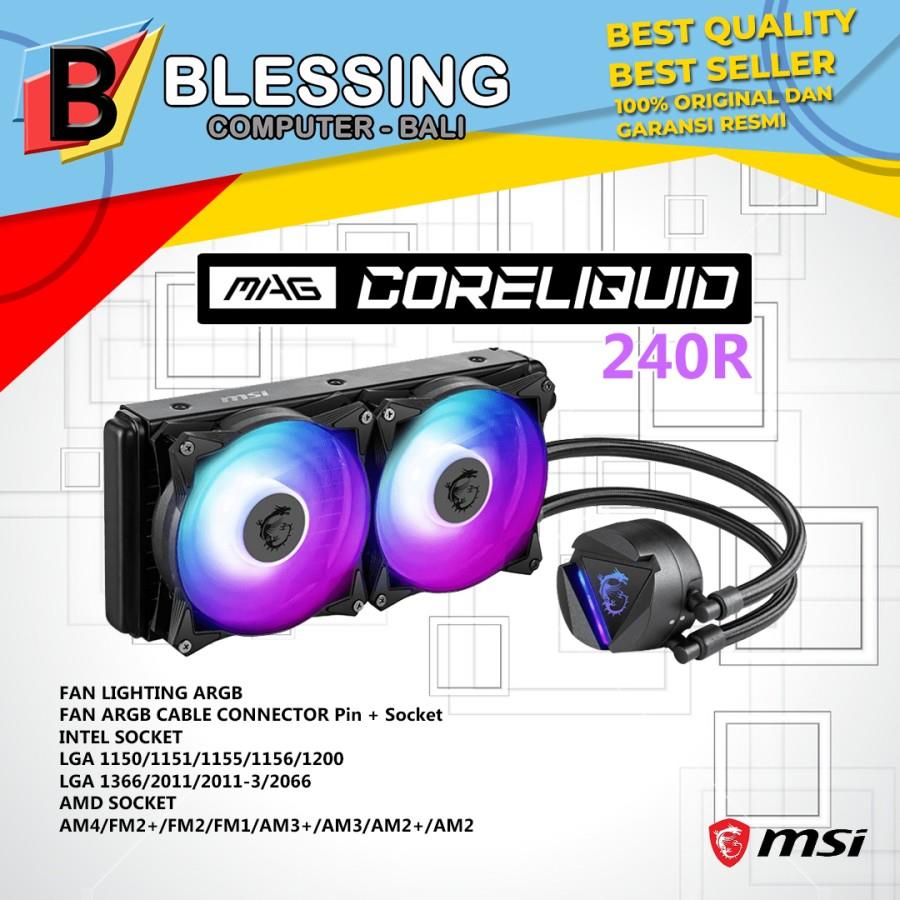 B BLESSING
COMPUTER - BALI
BEST QUALITY
BEST SELLER
100% ORIGINAL DAN
GARANSI RESMI
MAG CORELIQUID
240R
msi
FAN LIGHTING ARGB
FAN ARGB CABLE CONNECTOR Pin + Socket
INTEL SOCKET
LGA 1150/1151/1155/1156/1200
LGA 1366/2011/2011-3/2066
AMD SOCKET
AM4/FM2+/FM2/FM1/AM3+/AM3/AM2+/AM2
msi